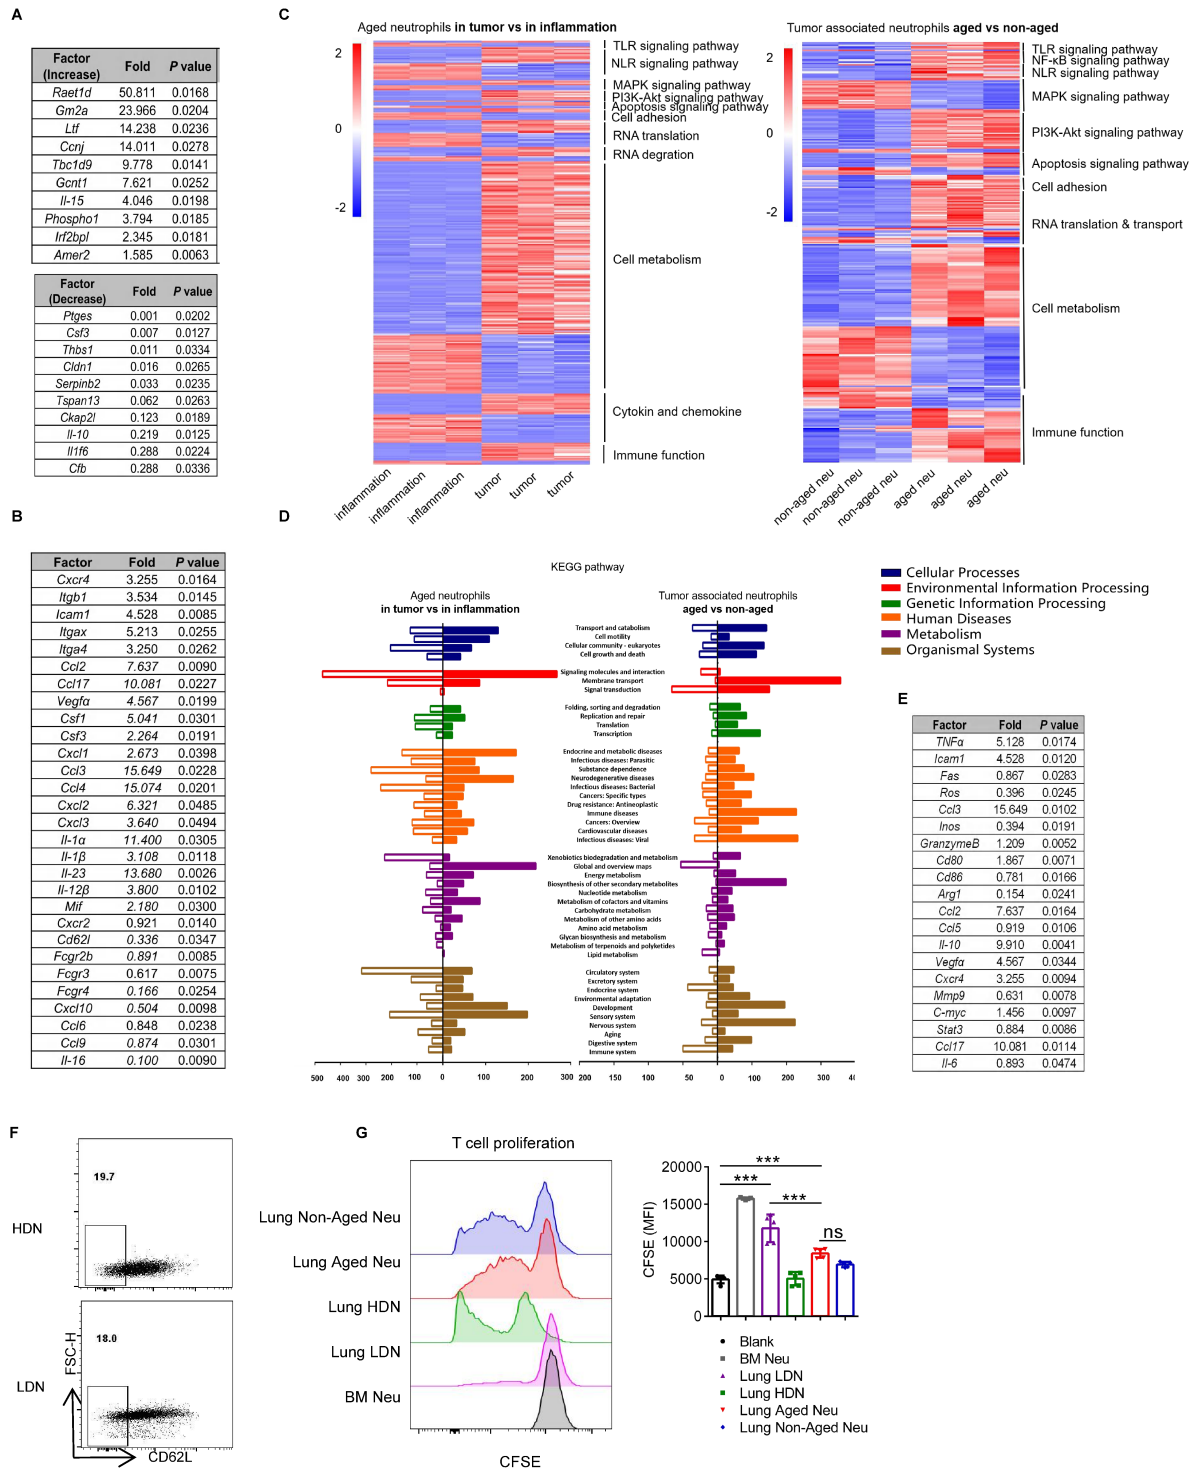 A
Factor (Increase) Fold P value
Raet1d 50.811 0.0168
Gm2a 23.966 0.0204
Ltf 14.238 0.0236
Ccnj 14.011 0.0278
Tbc1d9 9.778 0.0141
Gcnt1 7.621 0.0252
Il-15 4.046 0.0198
Phospho1 3.794 0.0185
Irf2bpl 2.345 0.0181
Amer2 1.585 0.0063
Factor (Decrease) Fold P value
Ptges 0.001 0.0202
Csf3 0.007 0.0127
Thbs1 0.011 0.0334
Cldn1 0.016 0.0265
Serpinb2 0.033 0.0235
Tspan13 0.062 0.0263
Ckap2l 0.123 0.0189
Il-10 0.219 0.0125
Il1f6 0.288 0.0224
Cfb 0.288 0.0336
B
Factor Fold P value
Cxcr4 3.255 0.0164
Itgb1 3.534 0.0145
Icam1 4.528 0.0085
Itgax 5.213 0.0255
Itga4 3.250 0.0262
Ccl2 7.637 0.0090
Ccl17 10.081 0.0227
Vegfα 4.567 0.0199
Csf1 5.041 0.0301
Csf3 2.264 0.0191
Cxcl1 2.673 0.0398
Ccl3 15.649 0.0228
Ccl4 15.074 0.0201
Cxcl2 6.321 0.0485
Cxcl3 3.640 0.0494
Il-1α 11.400 0.0305
Il-1β 3.108 0.0118
Il-23 13.680 0.0026
Il-12β 3.800 0.0102
Mif 2.180 0.0300
Cxcr2 0.921 0.0140
Cd62l 0.336 0.0347
Fcgr2b 0.891 0.0085
Fcgr3 0.617 0.0075
Fcgr4 0.166 0.0254
Cxcl10 0.504 0.0098
Ccl6 0.848 0.0238
Ccl9 0.874 0.0301
Il-16 0.100 0.0090
C
Aged neutrophils in tumor vs in inflammation
2
0
-2
TLR signaling pathway
NLR signaling pathway
MAPK signaling pathway
PI3K-Akt signaling pathway
Apoptosis signaling pathway
Cell adhesion
RNA translation
RNA degration
Cell metabolism
Cytokin and chemokine
Immune function
inflammation inflammation inflammation tumor tumor tumor
Tumor associated neutrophils aged vs non-aged
2
0
-2
TLR signaling pathway
NF-κB signaling pathway
NLR signaling pathway
MAPK signaling pathway
PI3K-Akt signaling pathway
Apoptosis signaling pathway
Cell adhesion
RNA translation & transport
Cell metabolism
Immune function
non-aged neu non-aged neu non-aged neu aged neu aged neu aged neu
D
KEGG pathway
Aged neutrophils
in tumor vs in inflammation
Tumor associated neutrophils
aged vs non-aged
Cellular Processes
Environmental Information Processing
Genetic Information Processing
Human Diseases
Metabolism
Organismal Systems
Transport and catabolism
Cell motility
Cellular community - eukaryotes
Cell growth and death
Signaling molecules and interaction
Membrane transport
Signal transduction
Folding, sorting and degradation
Replication and repair
Translation
Transcription
Endocrine and metabolic diseases
Infectious diseases: Parasitic
Substance dependence
Neurodegenerative diseases
Infectious diseases: Bacterial
Cancers: Specific types
Drug resistance: Antineoplastic
Immune diseases
Cancers: Overview
Cardiovascular diseases
Infectious diseases: Viral
Xenobiotics biodegradation and metabolism
Global and overview maps
Energy metabolism
Biosynthesis of other secondary metabolites
Nucleotide metabolism
Metabolism of cofactors and vitamins
Carbohydrate metabolism
Metabolism of other amino acids
Amino acid metabolism
Glycan biosynthesis and metabolism
Metabolism of terpenoids and polyketides
Lipid metabolism
Circulatory system
Excretory system
Endocrine system
Environmental adaptation
Development
Sensory system
Nervous system
Aging
Digestive system
Immune system
500 400 300 200 100 0 100 200 300
200 150 100 50 0 100 200 300
E
Factor Fold P value
TNFα 5.128 0.0174
Icam1 4.528 0.0120
Fas 0.867 0.0283
Ros 0.396 0.0245
Ccl3 15.649 0.0102
Inos 0.394 0.0191
GranzymeB 1.209 0.0052
Cd80 1.867 0.0071
Cd86 0.781 0.0166
Arg1 0.154 0.0241
Ccl2 7.637 0.0164
Ccl5 0.919 0.0106
Il-10 9.910 0.0041
Vegfα 4.567 0.0344
Cxcr4 3.255 0.0094
Mmp9 0.631 0.0078
C-myc 1.456 0.0097
Stat3 0.884 0.0086
Ccl17 10.081 0.0114
Il-6 0.893 0.0474
F
HDN
19.7
LDN
18.0
FSC-H
CD62L
G
T cell proliferation
Lung Non-Aged Neu
Lung Aged Neu
Lung HDN
Lung LDN
BM Neu
CFSE
CFSE (MFI)
20000
15000
10000
5000
0
***
*** ***
ns
Blank
BM Neu
Lung LDN
Lung HDN
Lung Aged Neu
Lung Non-Aged Neu